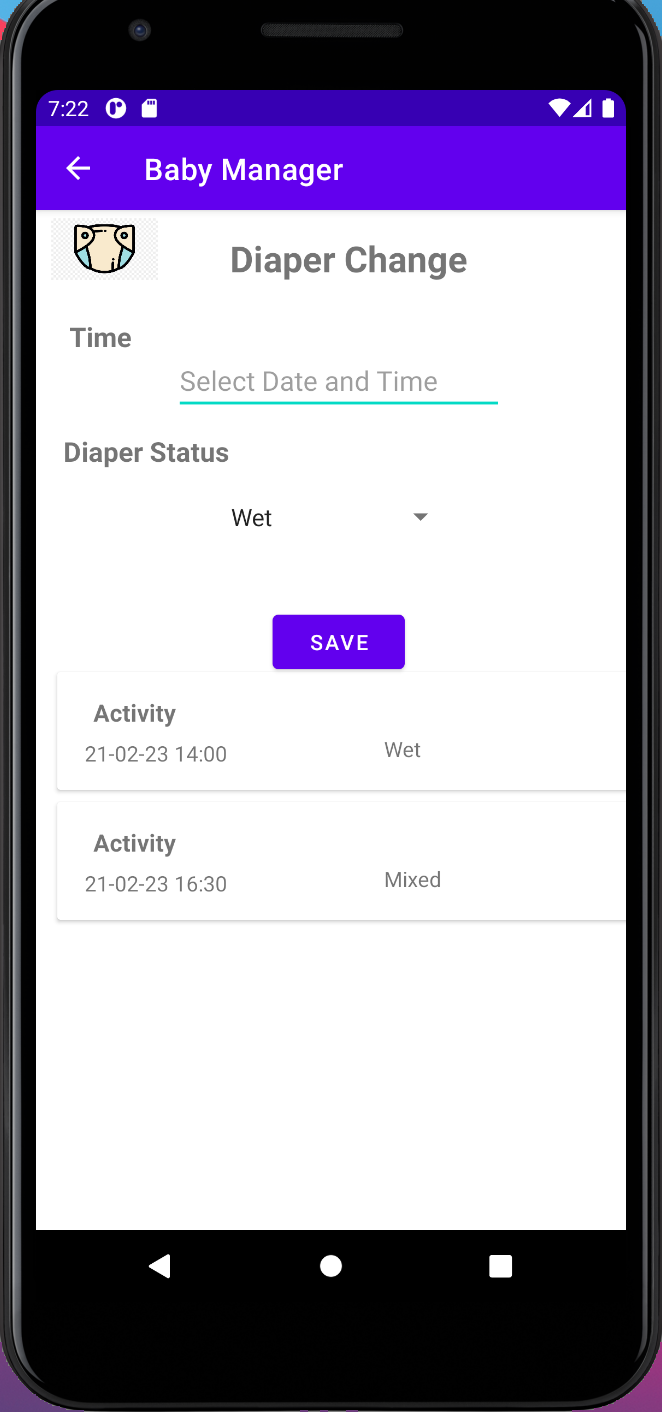 7:22
Baby Manager
Diaper Change
Time
Select Date and Time
Diaper Status
Wet
SAVE
Activity
21-02-23 14:00
Wet
Activity
21-02-23 16:30
Mixed